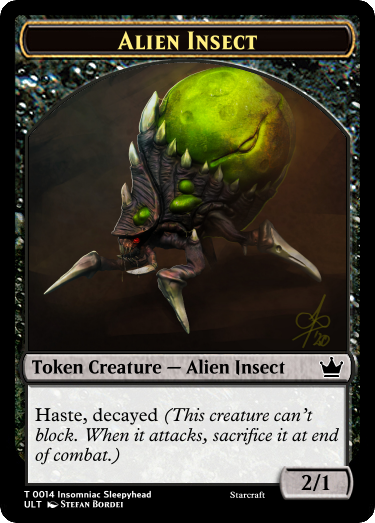 ALIEN INSECT
Token Creature — Alien Insect
Haste, decayed (This creature can't
block. When it attacks, sacrifice it at end
of combat.)
2/1
T 0014 Insomniac Sleepyhead
Starcraft
ULT STEFAN BORDEI